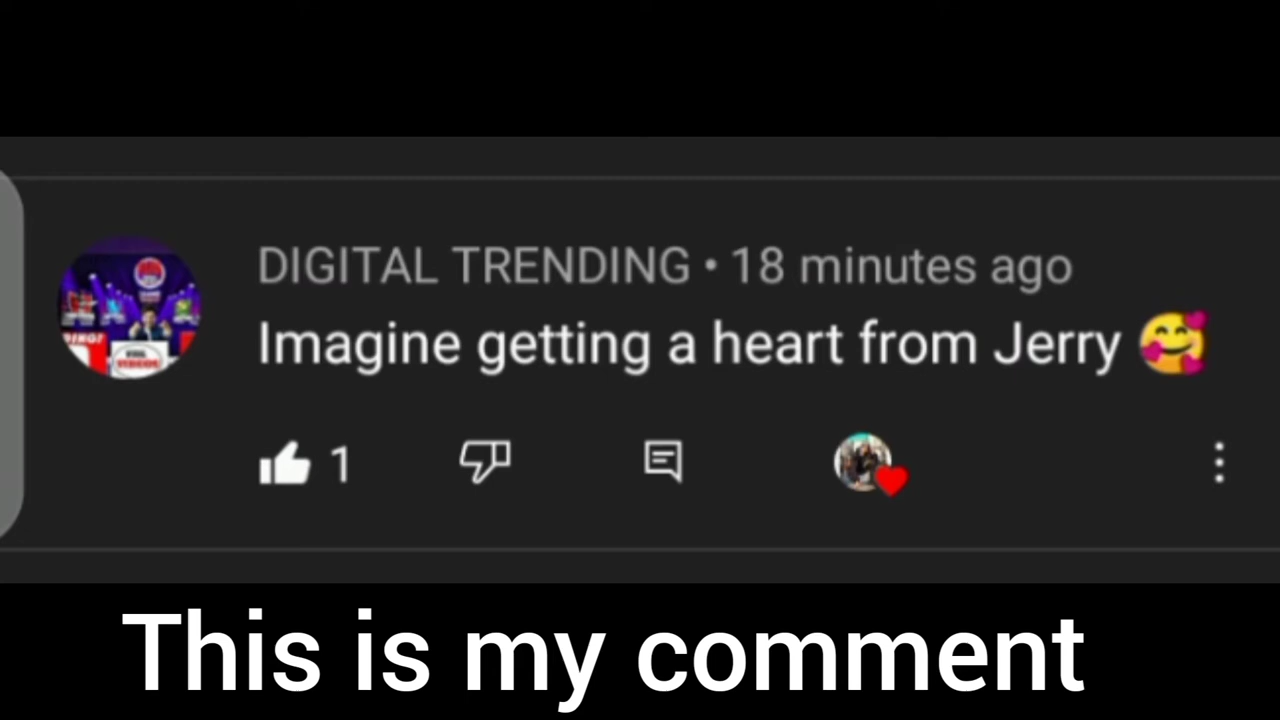 DIGITAL TRENDING • 18 minutes ago
Imagine getting a heart from Jerry 🥰
1
This is my comment